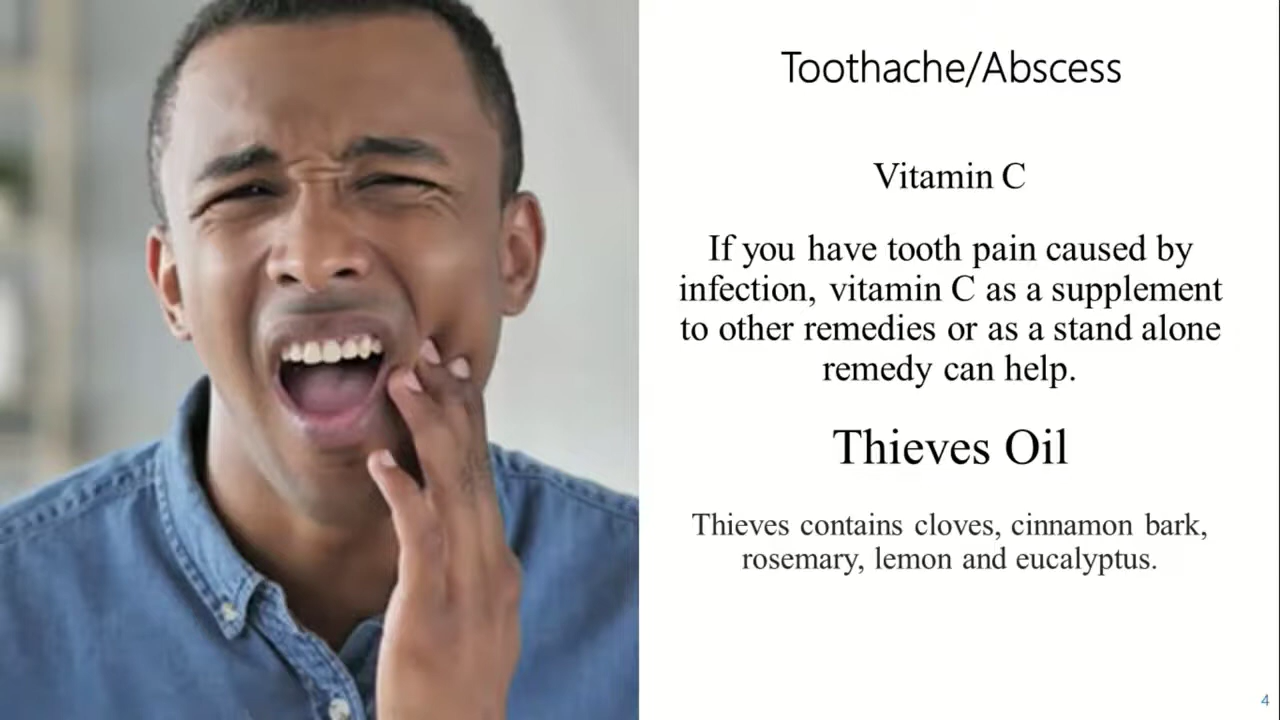 Toothache/Abscess
Vitamin C
If you have tooth pain caused by
infection, vitamin C as a supplement
to other remedies or as a stand alone
remedy can help.
Thieves Oil
Thieves contains cloves, cinnamon bark,
rosemary, lemon and eucalyptus.
4